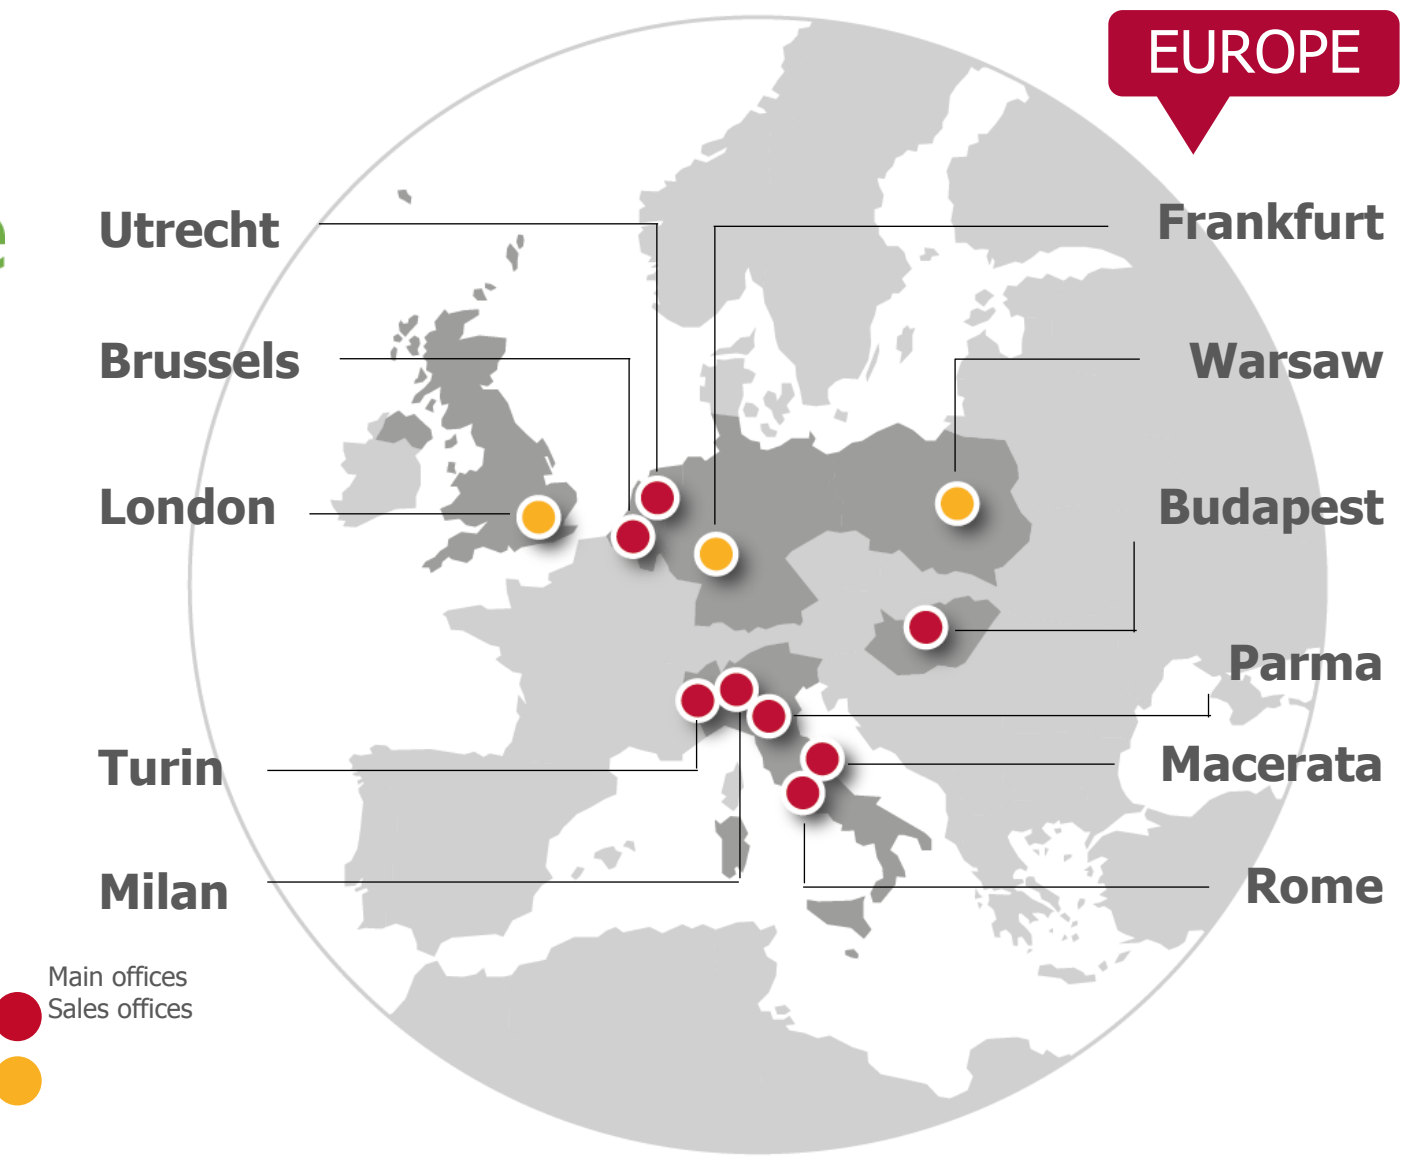 EUROPE
Utrecht
Frankfurt
Brussels
Warsaw
London
Budapest
Parma
Turin
Macerata
Milan
Rome
Main offices
Sales offices